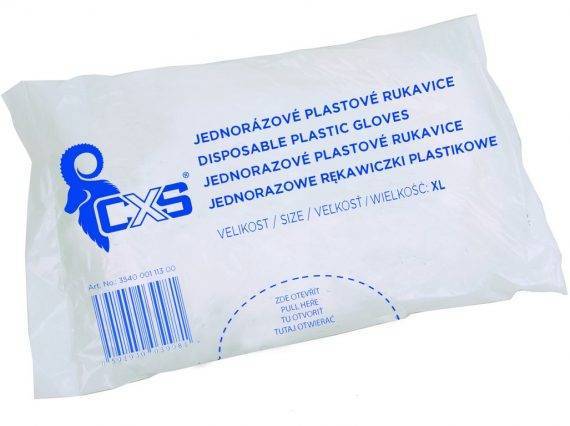 JEDNORÁZOVÉ PLASTOVÉ RUKAVICE
DISPOSABLE PLASTIC GLOVES
JEDNORAZOVÉ PLASTOVÉ RUKAVICE
JEDNORAZOWE RĘKAWICZKI PLASTIKOWE
VELIKOST / SIZE / VEĽKOSŤ / WIELKOŚĆ: XL
CXS®
Art. No.: 3540 001 113 00
ZDE OTEVŘÍT
PULL HERE
TU OTVORIŤ
TUTAJ OTWIERAĆ